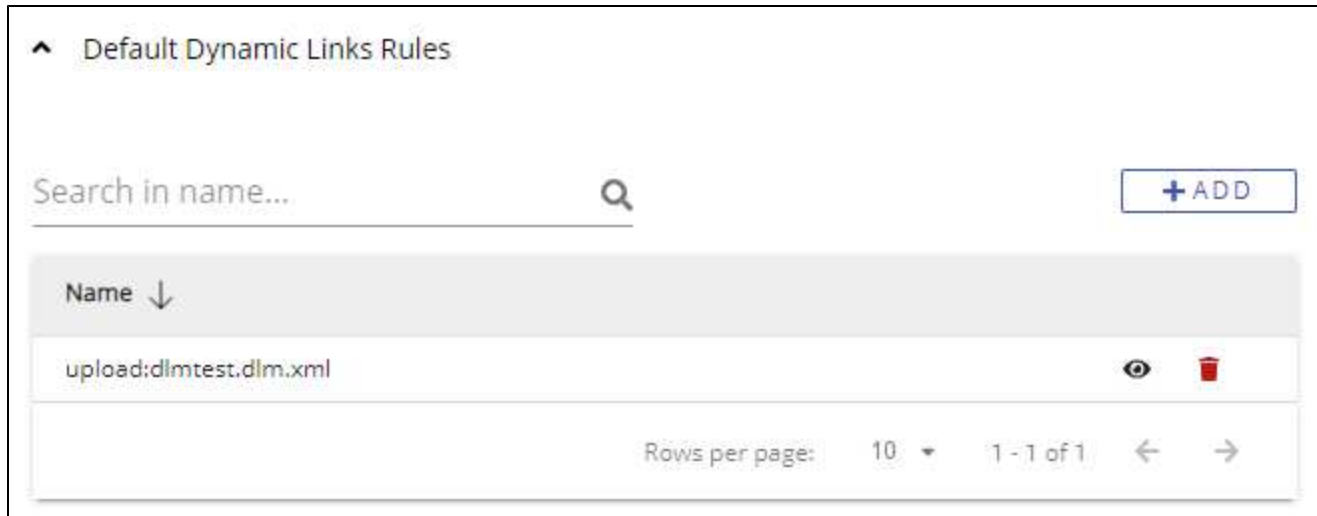 Default Dynamic Links Rules
Search in name...
+ ADD
Name
upload:dlmtest.dlm.xml
Rows per page: 10 1 - 1 of 1